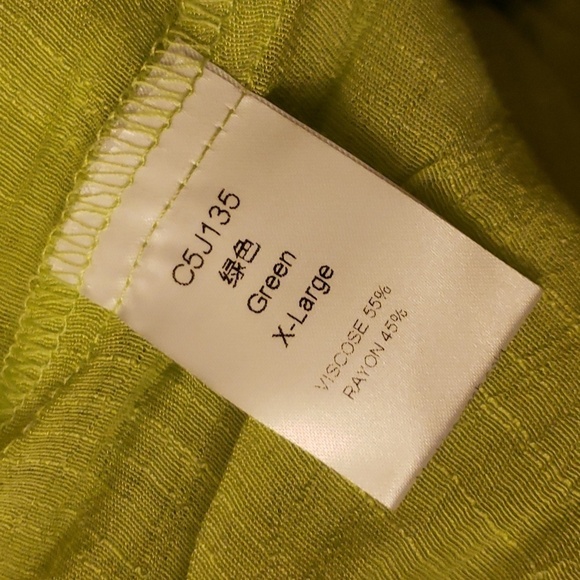 C5J135
绿色
Green
X-Large
VISCOSE 55%
RAYON 45%